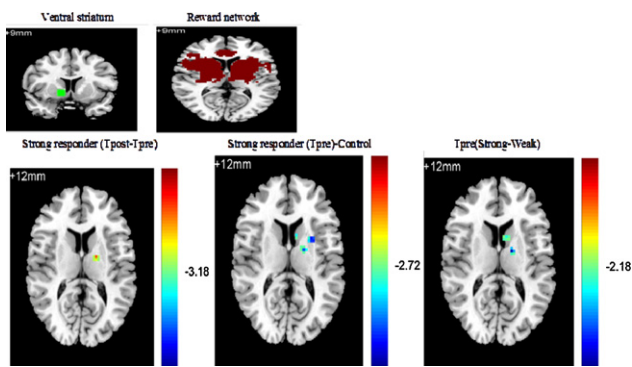 Ventral striatum
Reward network
+9mm
+9mm
Strong responder (Tpost-Tpre)
Strong responder (Tpre)-Control
Tpre(Strong-Weak)
+12mm
+12mm
+12mm
-3.18
-2.72
-2.18